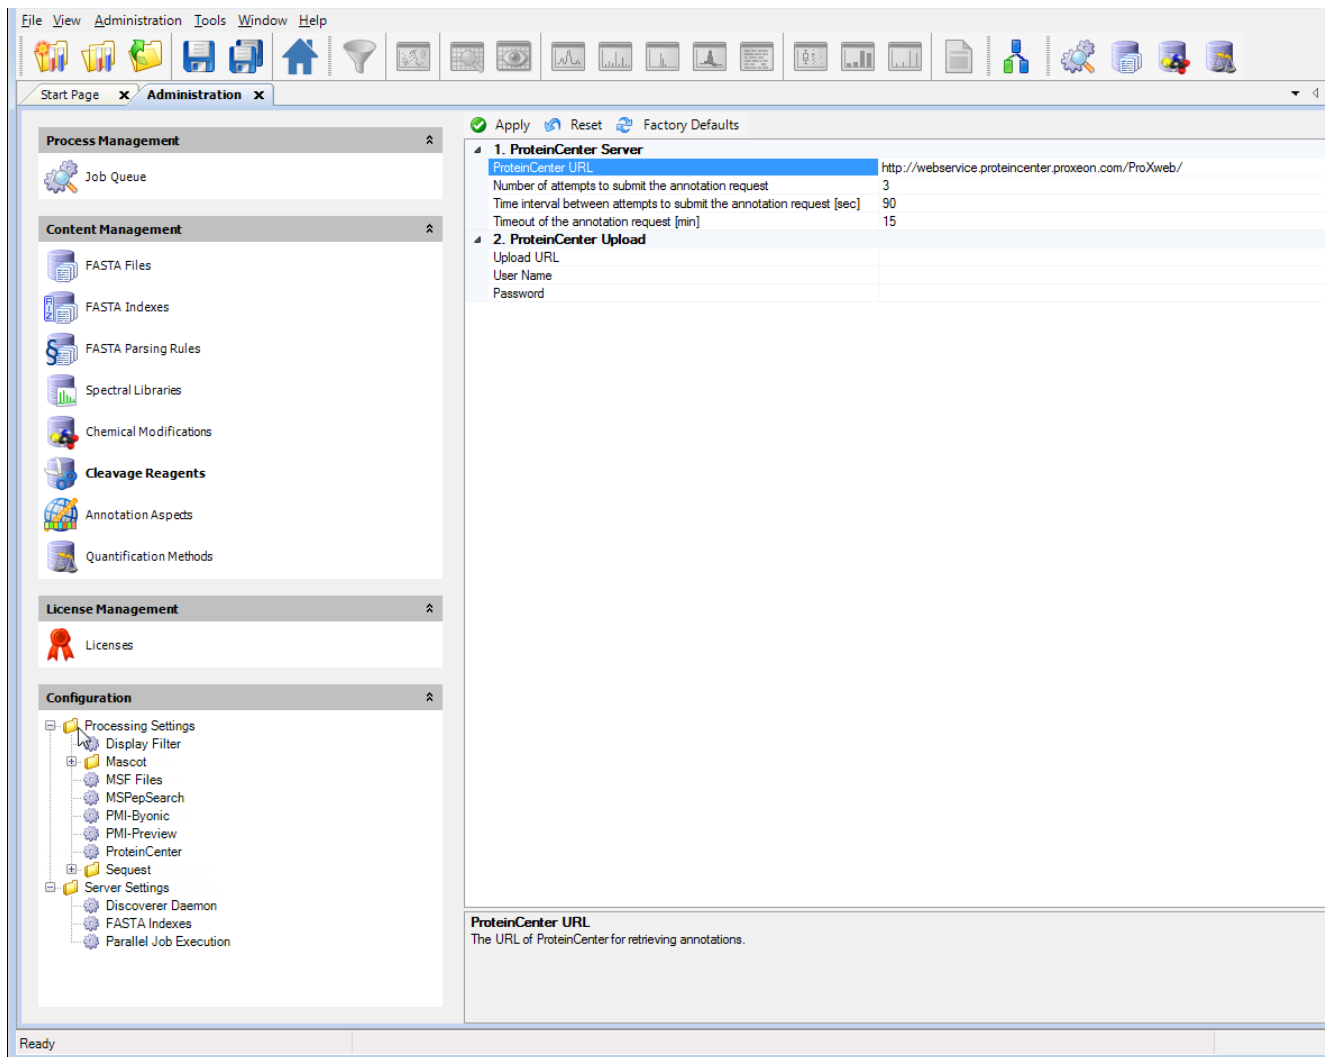 File View Administration Tools Window Help
Start Page x Administration x
Process Management
Job Queue
Content Management
FASTA Files
FASTA Indexes
FASTA Parsing Rules
Spectral Libraries
Chemical Modifications
Cleavage Reagents
Annotation Aspects
Quantification Methods
License Management
Licenses
Configuration
Processing Settings
Display Filter
Mascot
MSF Files
MSPepSearch
PMI-Byonic
PMI-Preview
ProteinCenter
Sequest
Server Settings
Discoverer Daemon
FASTA Indexes
Parallel Job Execution
Apply Reset Factory Defaults
1. ProteinCenter Server
ProteinCenter URL http://webservice.proteincenter.proxeon.com/ProXweb/
Number of attempts to submit the annotation request 3
Time interval between attempts to submit the annotation request [sec] 90
Timeout of the annotation request [min] 15
2. ProteinCenter Upload
Upload URL
User Name
Password
ProteinCenter URL
The URL of ProteinCenter for retrieving annotations.
Ready